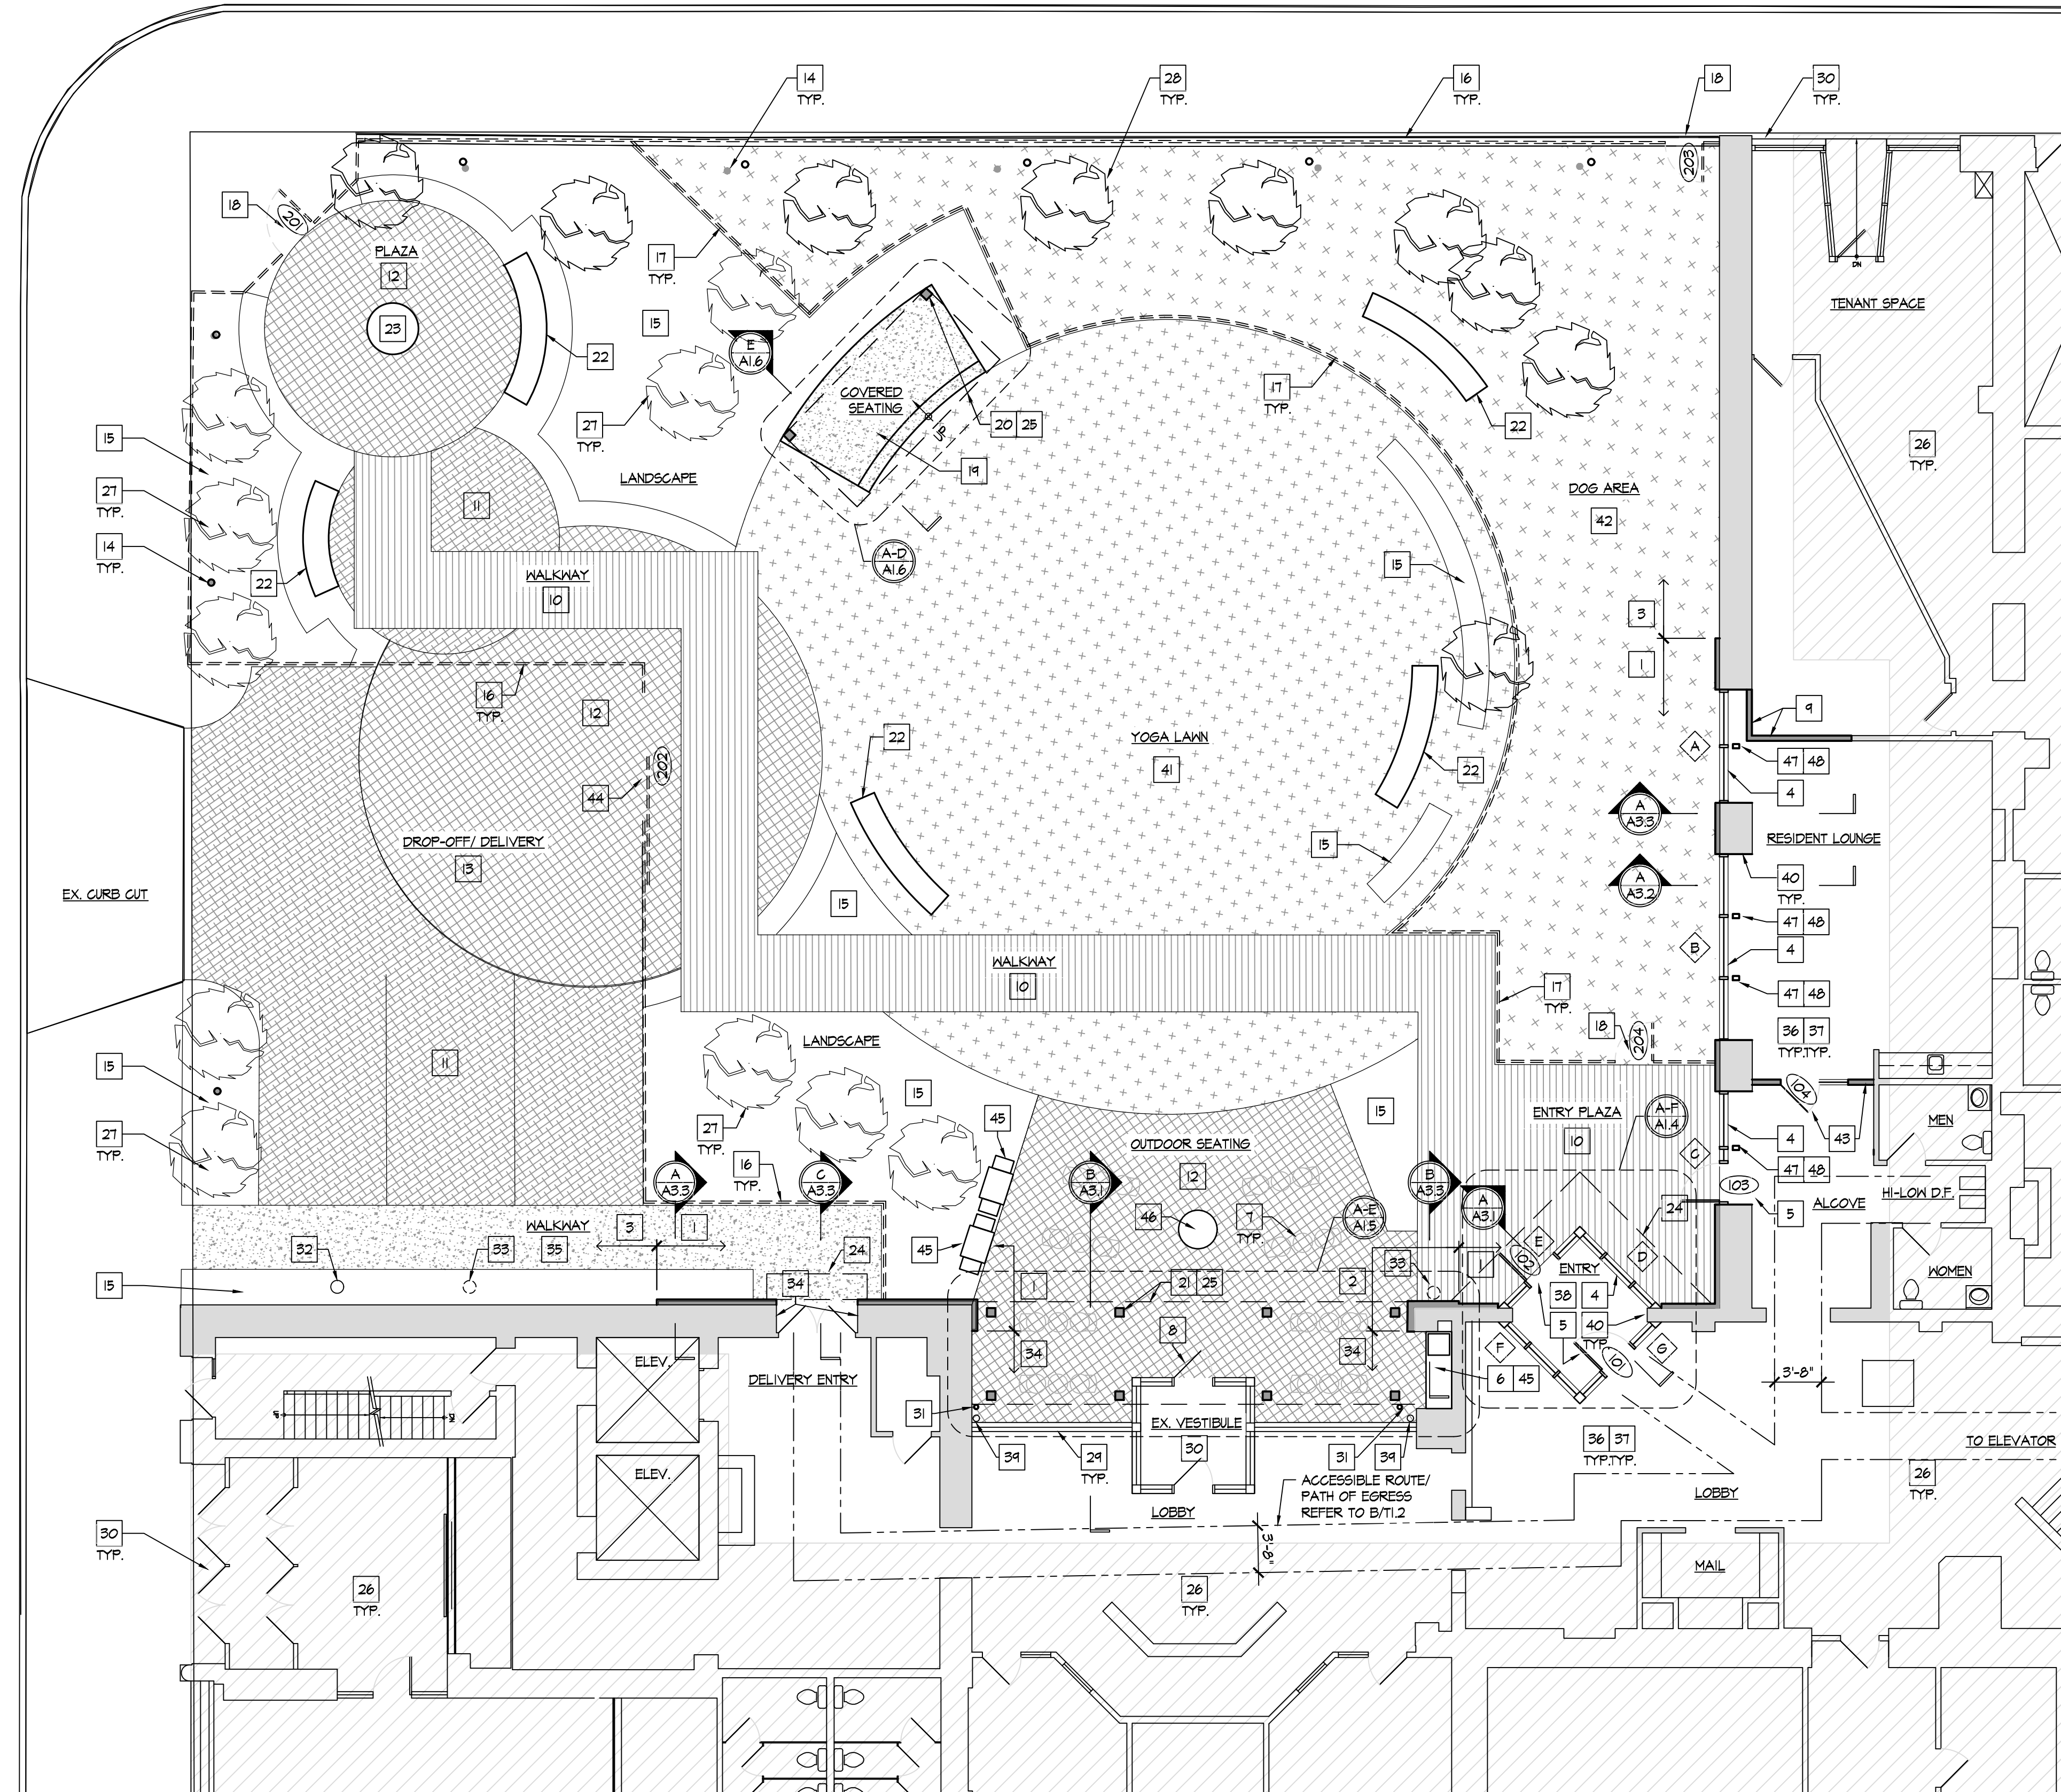 14
TYP.
28
TYP.
16
TYP.
18
30
TYP.
203
18
201
PLAZA
12
17
TYP.
DN
TENANT SPACE
23
15
22
E
A1.6
17
TYP.
COVERED
SEATING
UP
20 25
22
27
TYP.
26
TYP.
15
19
LANDSCAPE
DOG AREA
42
27
TYP.
11
14
TYP.
22
A-D
A1.6
15
WALKWAY
10
3
1
16
TYP.
12
9
22
YOGA LAWN
41
22
A
47 48
202
44
4
A
A3.3
DROP-OFF/ DELIVERY
13
15
RESIDENT LOUNGE
EX. CURB CUT
15
A
A3.2
40
TYP.
47 48
B
4
WALKWAY
10
17
TYP.
47 48
18
204
36 37
TYP. TYP.
LANDSCAPE
11
15
15
104
27
TYP.
15
45
ENTRY PLAZA
10
A-F
A1.4
4
43
MEN
27
TYP.
OUTDOOR SEATING
12
16
TYP.
C
47 48
A
A3.3
C
A3.3
B
A3.1
B
A3.3
A
A3.1
103
5
ALCOVE
HI-LOW D.F.
WALKWAY
35
3
1
46
7
TYP.
A-E
A1.5
24
32
33
24
45
E
102
D
33
1
ENTRY
WOMEN
15
34
1
21 25
2
38
4
5
40
TYP.
8
34
34
F
101
G
ELEV.
DELIVERY ENTRY
6 45
3'-8"
UP
DN
31
EX. VESTIBULE
30
39
29
TYP.
31
39
36 37
TYP. TYP.
TO ELEVATOR
ELEV.
ACCESSIBLE ROUTE/
PATH OF EGRESS
REFER TO B/T1.2
26
TYP.
LOBBY
LOBBY
30
TYP.
3'-8"
MAIL
26
TYP.
26
TYP.